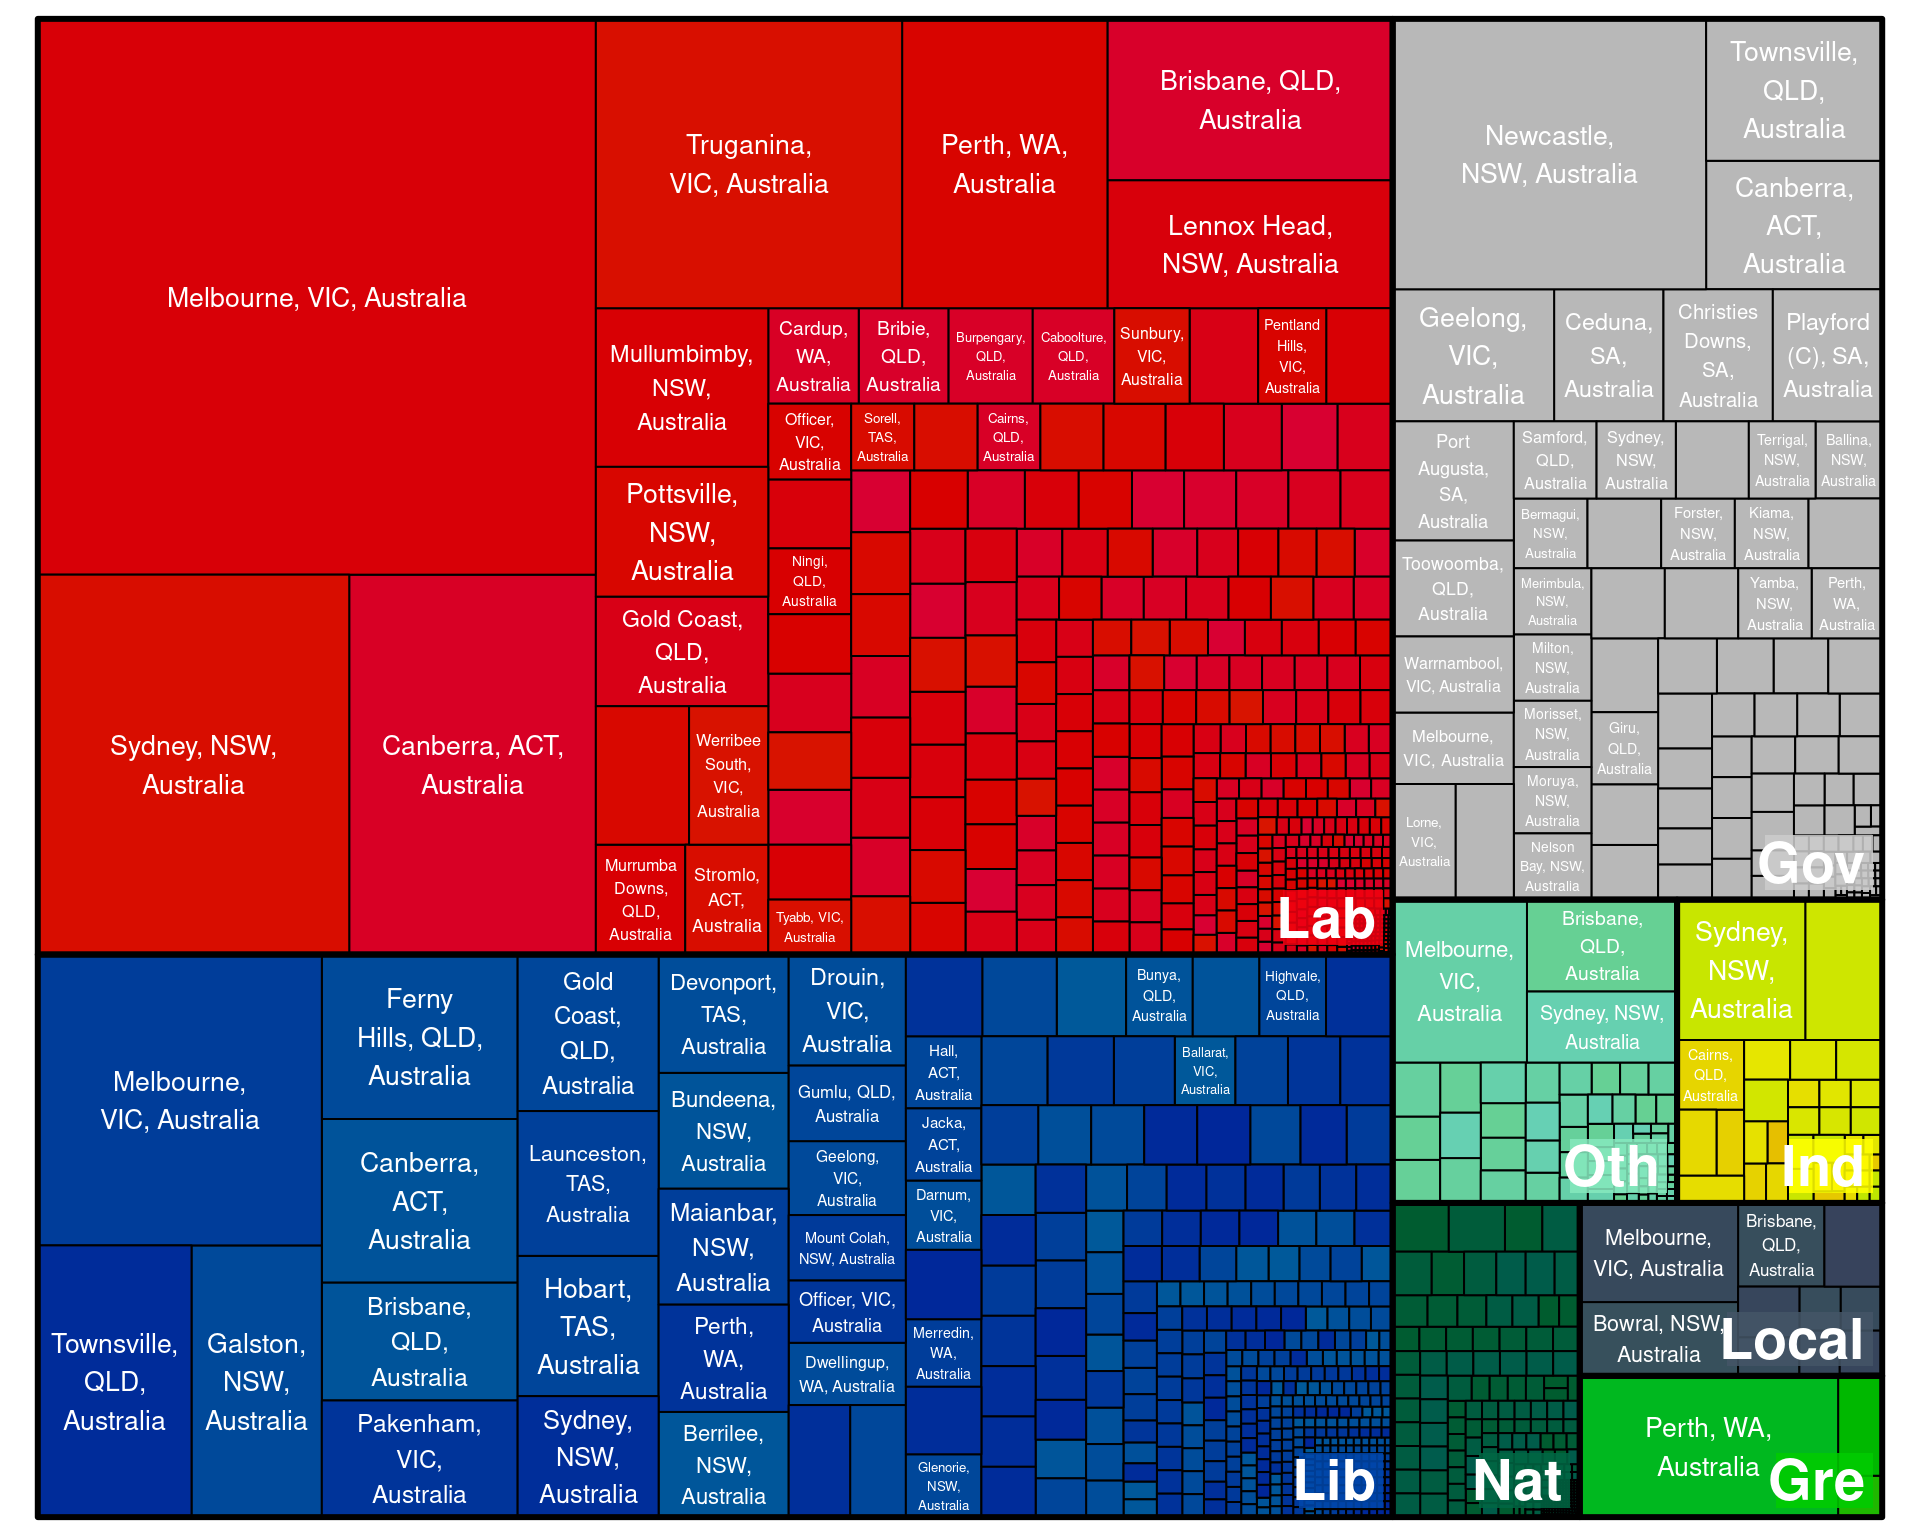 Melbourne, VIC, Australia
Sydney, NSW,
Australia
Canberra, ACT,
Australia
Truganina,
VIC, Australia
Perth, WA,
Australia
Brisbane, QLD,
Australia
Lennox Head,
NSW, Australia
Mullumbimby,
NSW,
Australia
Pottsville,
NSW,
Australia
Gold Coast,
QLD,
Australia
Werribee
South,
VIC,
Australia
Murrumba
Downs,
QLD,
Australia
Stromlo,
ACT,
Australia
Cardup,
WA,
Australia
Bribie,
QLD,
Australia
Burpengary,
QLD,
Australia
Caboolture,
QLD,
Australia
Sunbury,
VIC,
Australia
Pentland
Hills,
VIC,
Australia
Officer,
VIC,
Australia
Sorell,
TAS,
Australia
Cairns,
QLD,
Australia
Ningi,
QLD,
Australia
Tyabb, VIC,
Australia
Lab
Newcastle,
NSW, Australia
Townsville,
QLD,
Australia
Canberra,
ACT,
Australia
Geelong,
VIC,
Australia
Ceduna,
SA,
Australia
Christies
Downs,
SA,
Australia
Playford
(C), SA,
Australia
Port
Augusta,
SA,
Australia
Toowoomba,
QLD,
Australia
Warrnambool,
VIC, Australia
Melbourne,
VIC, Australia
Lorne,
VIC,
Australia
Samford,
QLD,
Australia
Sydney,
NSW,
Australia
Terrigal,
NSW,
Australia
Ballina,
NSW,
Australia
Bermagui,
NSW,
Australia
Forster,
NSW,
Australia
Kiama,
NSW,
Australia
Merimbula,
NSW,
Australia
Yamba,
NSW,
Australia
Perth,
WA,
Australia
Milton,
NSW,
Australia
Morisset,
NSW,
Australia
Giru,
QLD,
Australia
Moruya,
NSW,
Australia
Nelson
Bay, NSW,
Australia
Gov
Melbourne,
VIC, Australia
Townsville,
QLD,
Australia
Galston,
NSW,
Australia
Ferny
Hills, QLD,
Australia
Canberra,
ACT,
Australia
Brisbane,
QLD,
Australia
Pakenham,
VIC,
Australia
Gold
Coast,
QLD,
Australia
Launceston,
TAS,
Australia
Hobart,
TAS,
Australia
Sydney,
NSW,
Australia
Devonport,
TAS,
Australia
Bundeena,
NSW,
Australia
Maianbar,
NSW,
Australia
Perth,
WA,
Australia
Berrilee,
NSW,
Australia
Drouin,
VIC,
Australia
Gumlu, QLD,
Australia
Geelong,
VIC,
Australia
Mount Colah,
NSW, Australia
Officer, VIC,
Australia
Dwellingup,
WA, Australia
Hall,
ACT,
Australia
Jacka,
ACT,
Australia
Darnum,
VIC,
Australia
Merredin,
WA,
Australia
Glenorie,
NSW,
Australia
Bunya,
QLD,
Australia
Highvale,
QLD,
Australia
Ballarat,
VIC,
Australia
Lib
Melbourne,
VIC,
Australia
Brisbane,
QLD,
Australia
Sydney, NSW,
Australia
Oth
Sydney,
NSW,
Australia
Cairns,
QLD,
Australia
Ind
Nat
Melbourne,
VIC, Australia
Bowral, NSW,
Australia
Brisbane,
QLD,
Australia
Local
Perth, WA,
Australia
Gre